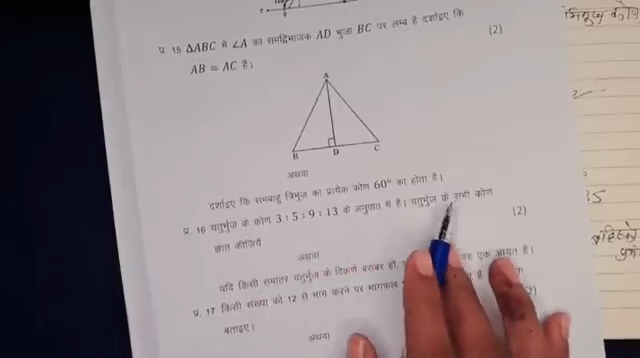 प्र. 15 ΔABC में ∠A का समद्विभाजक AD भुजा BC पर लम्ब है दर्शाइए कि
(2)
AB = AC है।
A
B
D
C
अथवा
दर्शाइए कि समबाहु त्रिभुज का प्रत्येक कोण 60° का होता है।
प्र. 16 चतुर्भुज के कोण 3 : 5 : 9 : 13 के अनुपात में है। चतुर्भुज के सभी कोण
(2)
ज्ञात कीजिये
अथवा
यदि किसी समांतर चतुर्भुज के विकर्ण बराबर हों, वह एक आयत है।
प्र. 17 किसी संख्या को 12 से भाग करने पर भागफल
बताइए।
अथवा